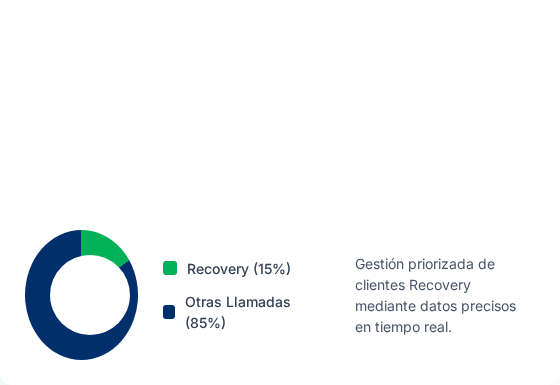 Recovery (15%)
Otras Llamadas
(85%)
Gestión priorizada de
clientes Recovery
mediante datos precisos
en tiempo real.